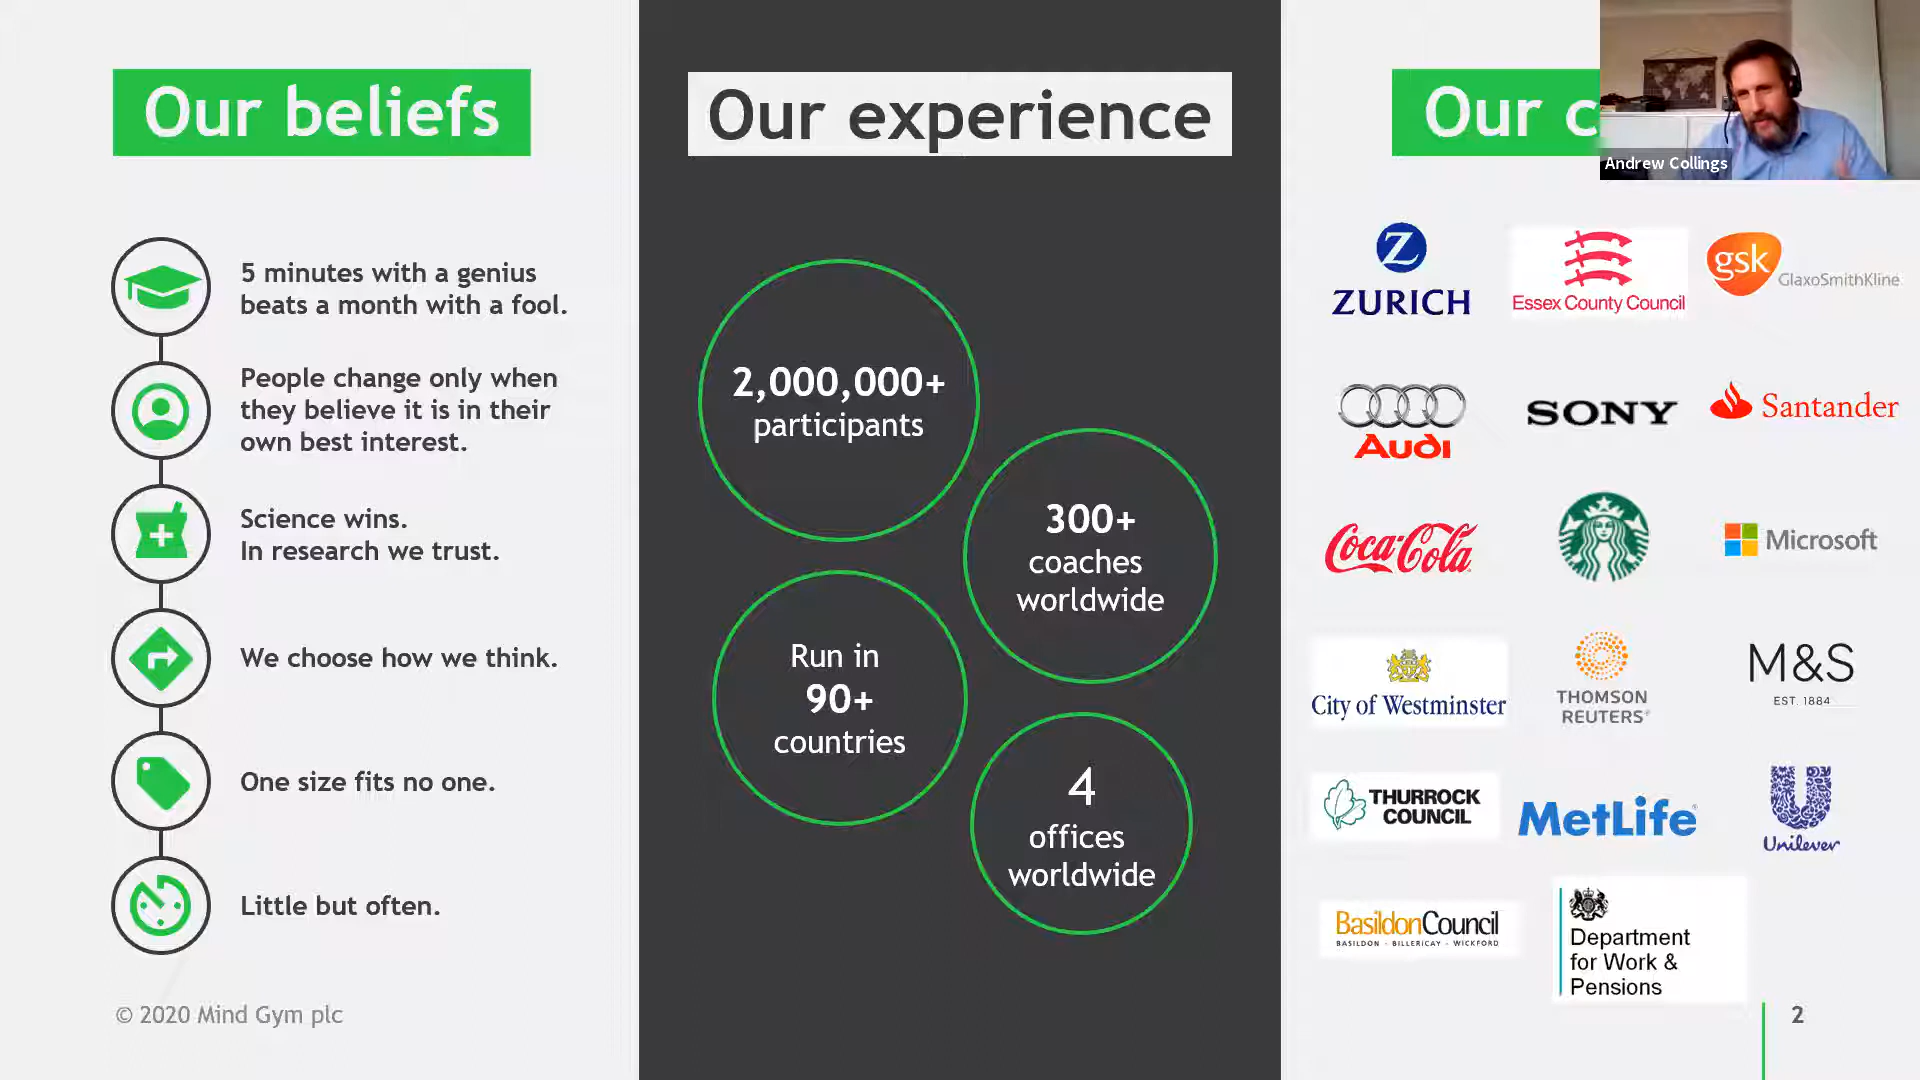 Our beliefs
5 minutes with a genius
beats a month with a fool.
People change only when
they believe it is in their
own best interest.
Science wins.
In research we trust.
We choose how we think.
One size fits no one.
Little but often.
© 2020 Mind Gym plc
Our experience
2,000,000+
participants
300+
coaches
worldwide
Run in
90+
countries
4
offices
worldwide
Our c
Andrew Collings
Z
ZURICH
Essex County Council
gsk
GlaxoSmithKline
Audi
SONY
Santander
Coca-Cola
Microsoft
City of Westminster
THOMSON
REUTERS®
M&S
EST. 1884
THURROCK
COUNCIL
MetLife
Unilever
BasildonCouncil
BASILDON - BILLERICAY - WICKFORD
Department
for Work &
Pensions
2